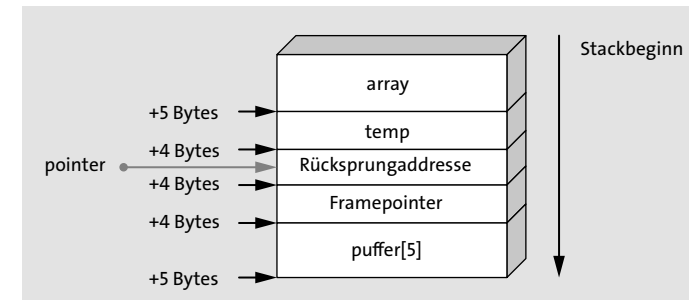 Stackbeginn
array
+5 Bytes
temp
+4 Bytes
pointer
Rücksprungaddresse
+4 Bytes
Framepointer
+4 Bytes
puffer[5]
+5 Bytes